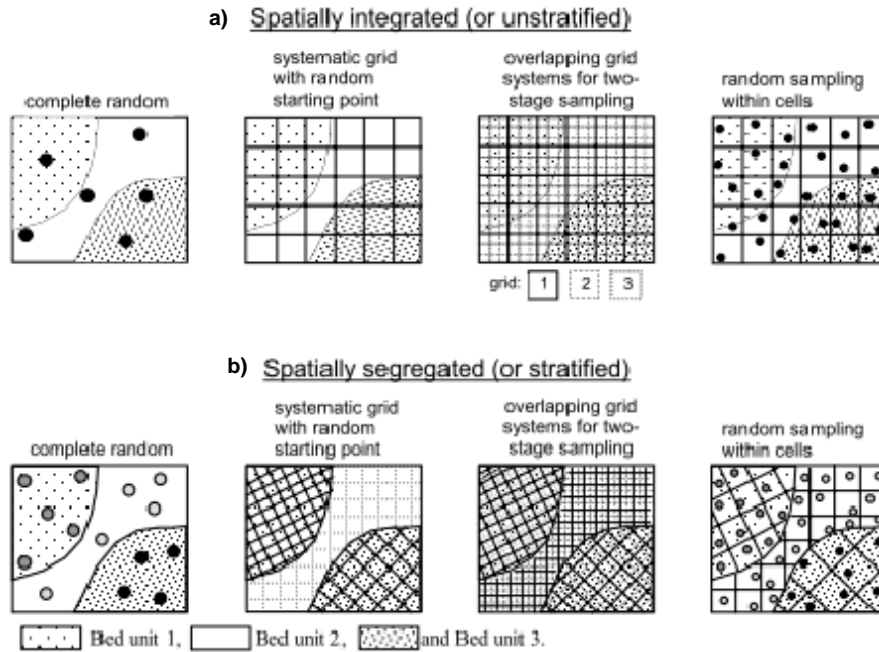 a) Spatially integrated (or unstratified)
complete random
systematic grid
with random
starting point
overlapping grid
systems for two-
stage sampling
random sampling
within cells
grid: 1 2 3
b) Spatially segregated (or stratified)
complete random
systematic griid
with random
starting point
overlapping grid
systems for two-
stage sampling
random sampling
within cells
Bed unit 1, Bed unit 2, and Bed unit 3.